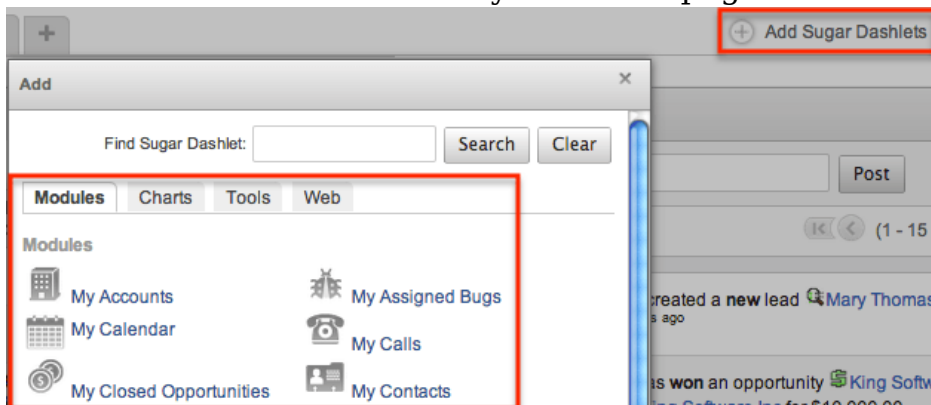 +
Add Sugar Dashlets
Add
×
Find Sugar Dashlet:
Search
Clear
Post
Modules
Charts
Tools
Web
(1 - 15
Modules
My Accounts
My Assigned Bugs
created a new lead Mary Thomas
s ago
My Calendar
My Calls
My Closed Opportunities
My Contacts
as won an opportunity King Softw